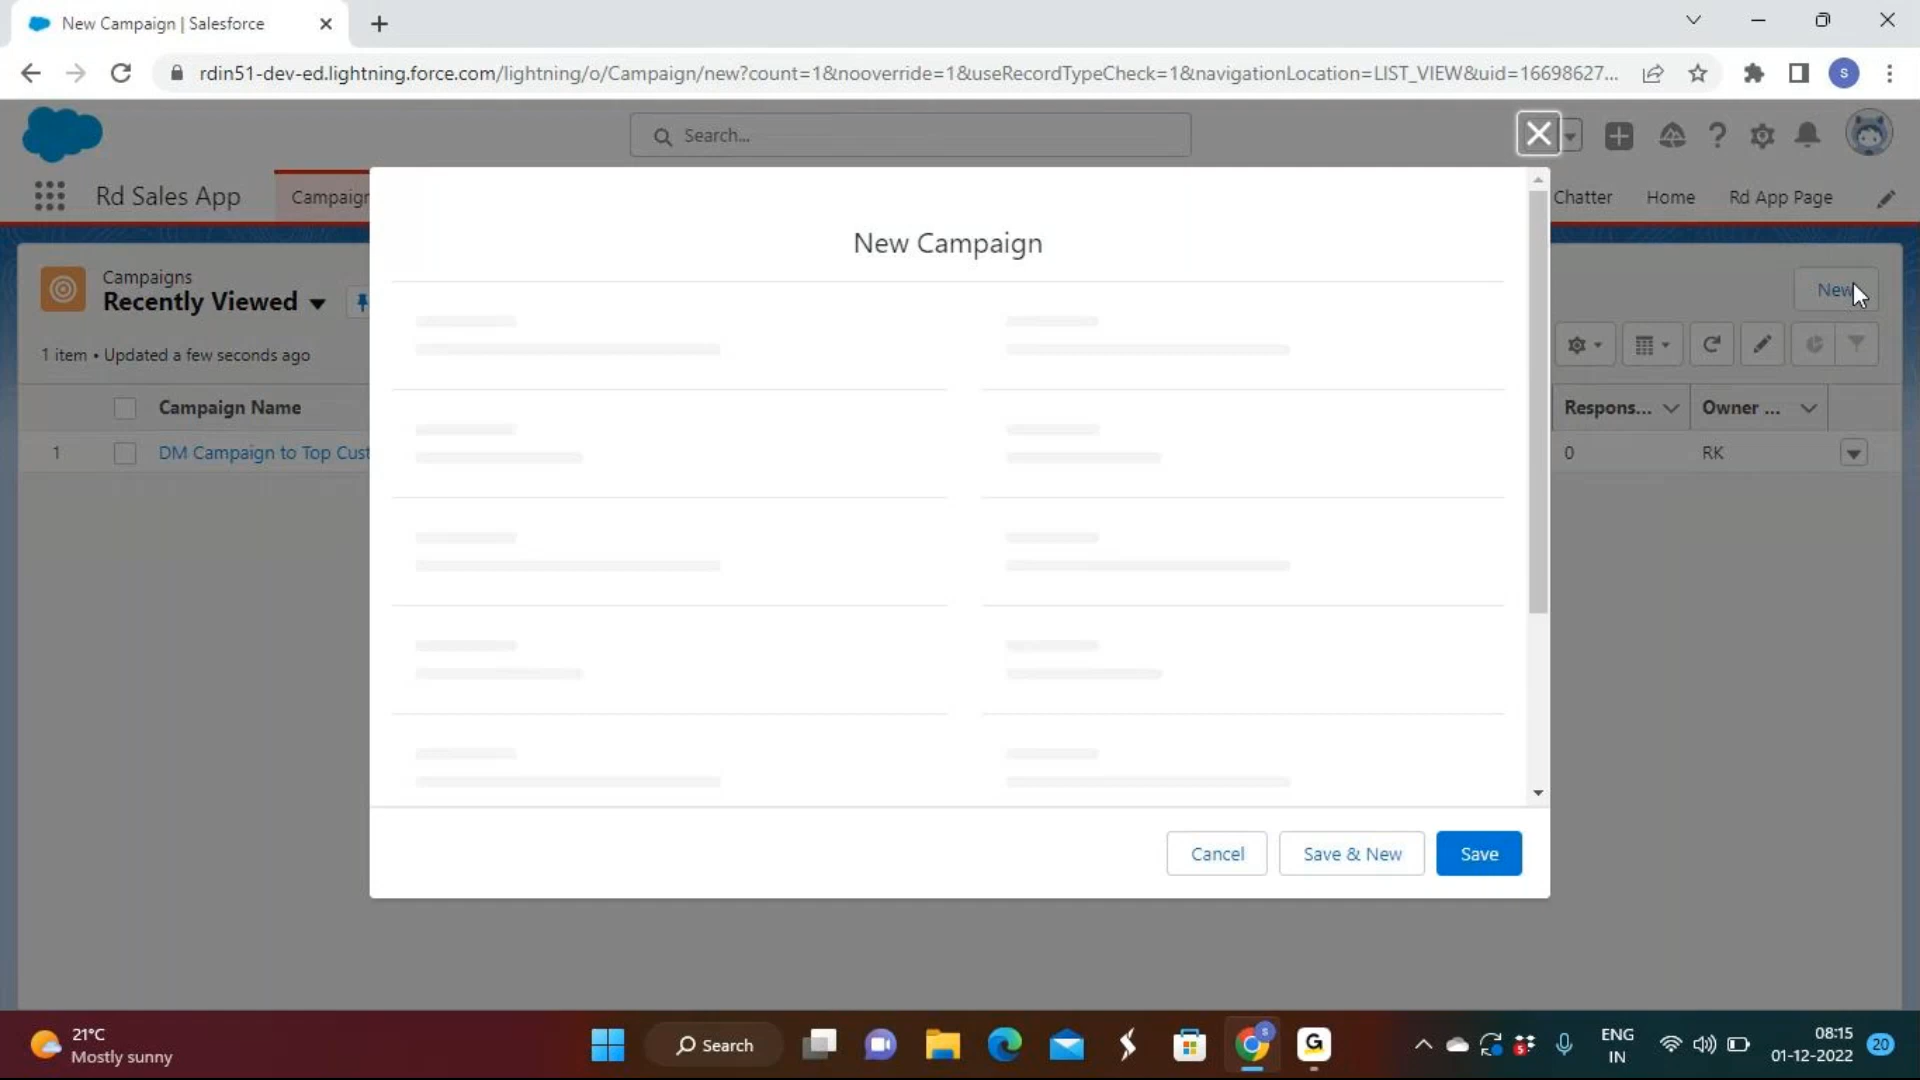 New Campaign | Salesforce
rdin51-dev-ed.lightning.force.com/lightning/o/Campaign/new?count=1&nooverride=1&useRecordTypeCheck=1&navigationLocation=LIST_VIEW&uid=16698627...
S
Search...
Rd Sales App
Campaign
Chatter
Home
Rd App Page
New Campaign
Campaigns
Recently Viewed
New
1 item • Updated a few seconds ago
Campaign Name
Respons...
Owner ...
1
DM Campaign to Top Cust
0
RK
Cancel
Save & New
Save
21°C
Mostly sunny
Search
S
G
5
ENG
IN
08:15
01-12-2022
20